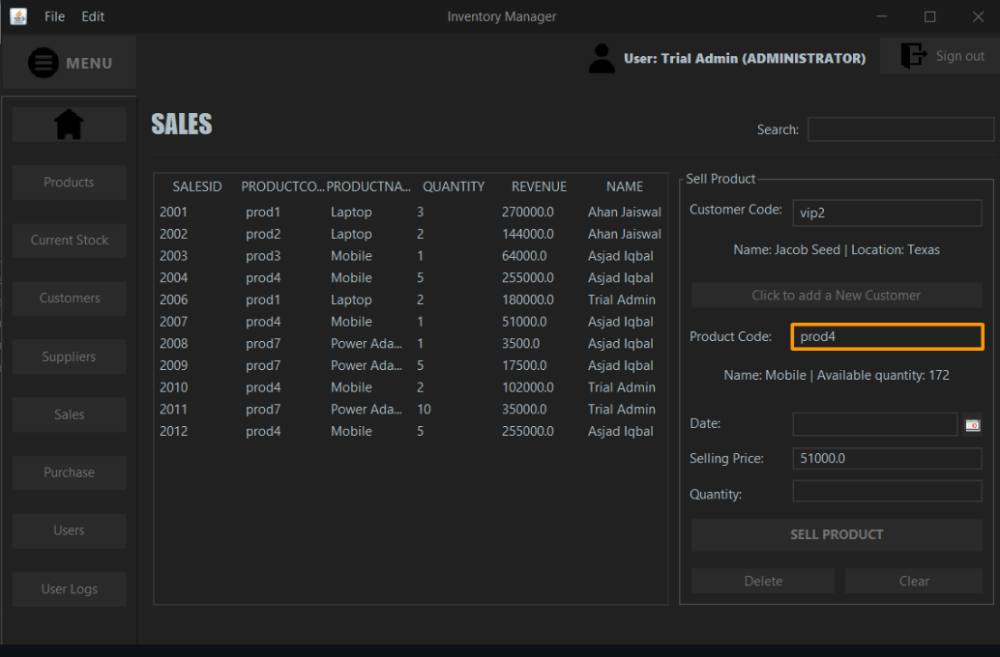 File Edit Inventory Manager
MENU
User: Trial Admin (ADMINISTRATOR)
Sign out
Products
Current Stock
Customers
Suppliers
Sales
Purchase
Users
User Logs
SALES
Search:
SALESID PRODUCTCO... PRODUCTNA... QUANTITY REVENUE NAME
2001 prod1 Laptop 3 270000.0 Ahan Jaiswal
2002 prod2 Laptop 2 144000.0 Ahan Jaiswal
2003 prod3 Mobile 1 64000.0 Asjad Iqbal
2004 prod4 Mobile 5 255000.0 Asjad Iqbal
2006 prod1 Laptop 2 180000.0 Trial Admin
2007 prod4 Mobile 1 51000.0 Asjad Iqbal
2008 prod7 Power Ada... 1 3500.0 Asjad Iqbal
2009 prod7 Power Ada... 5 17500.0 Asjad Iqbal
2010 prod4 Mobile 2 102000.0 Trial Admin
2011 prod7 Power Ada... 10 35000.0 Trial Admin
2012 prod4 Mobile 5 255000.0 Asjad Iqbal
Sell Product
Customer Code: vip2
Name: Jacob Seed | Location: Texas
Click to add a New Customer
Product Code: prod4
Name: Mobile | Available quantity: 172
Date:
Selling Price: 51000.0
Quantity:
SELL PRODUCT
Delete Clear